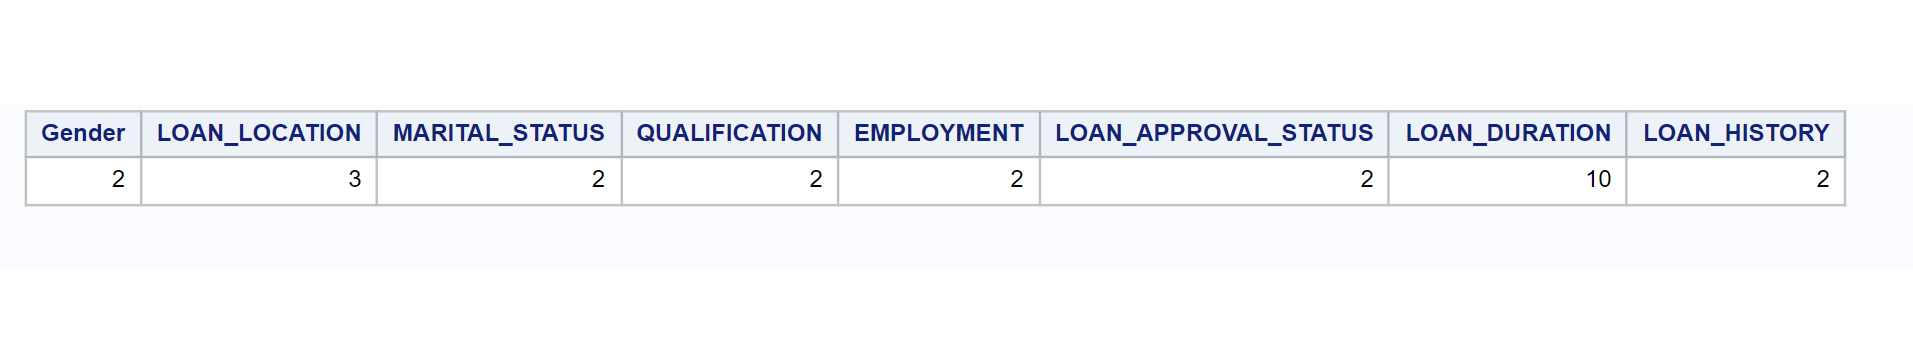 Gender LOAN_LOCATION MARITAL_STATUS QUALIFICATION EMPLOYMENT LOAN_APPROVAL_STATUS LOAN_DURATION LOAN_HISTORY
2 3 2 2 2 2 10 2